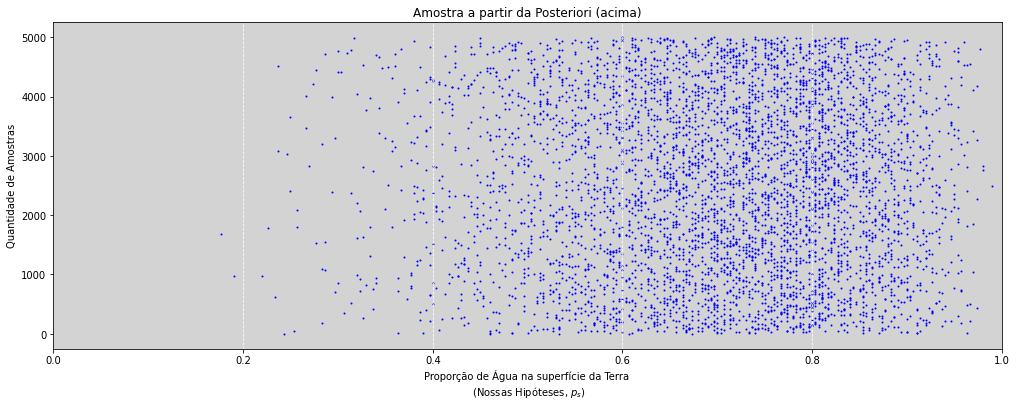 Amostra a partir da Posteriori (acima)
5000
4000
3000
2000
1000
0
Quantidade de Amostras
0.0 0.2 0.4 0.6 0.8 1.0
Proporção de Água na superfície da Terra
(Nossas Hipóteses, pₛ)